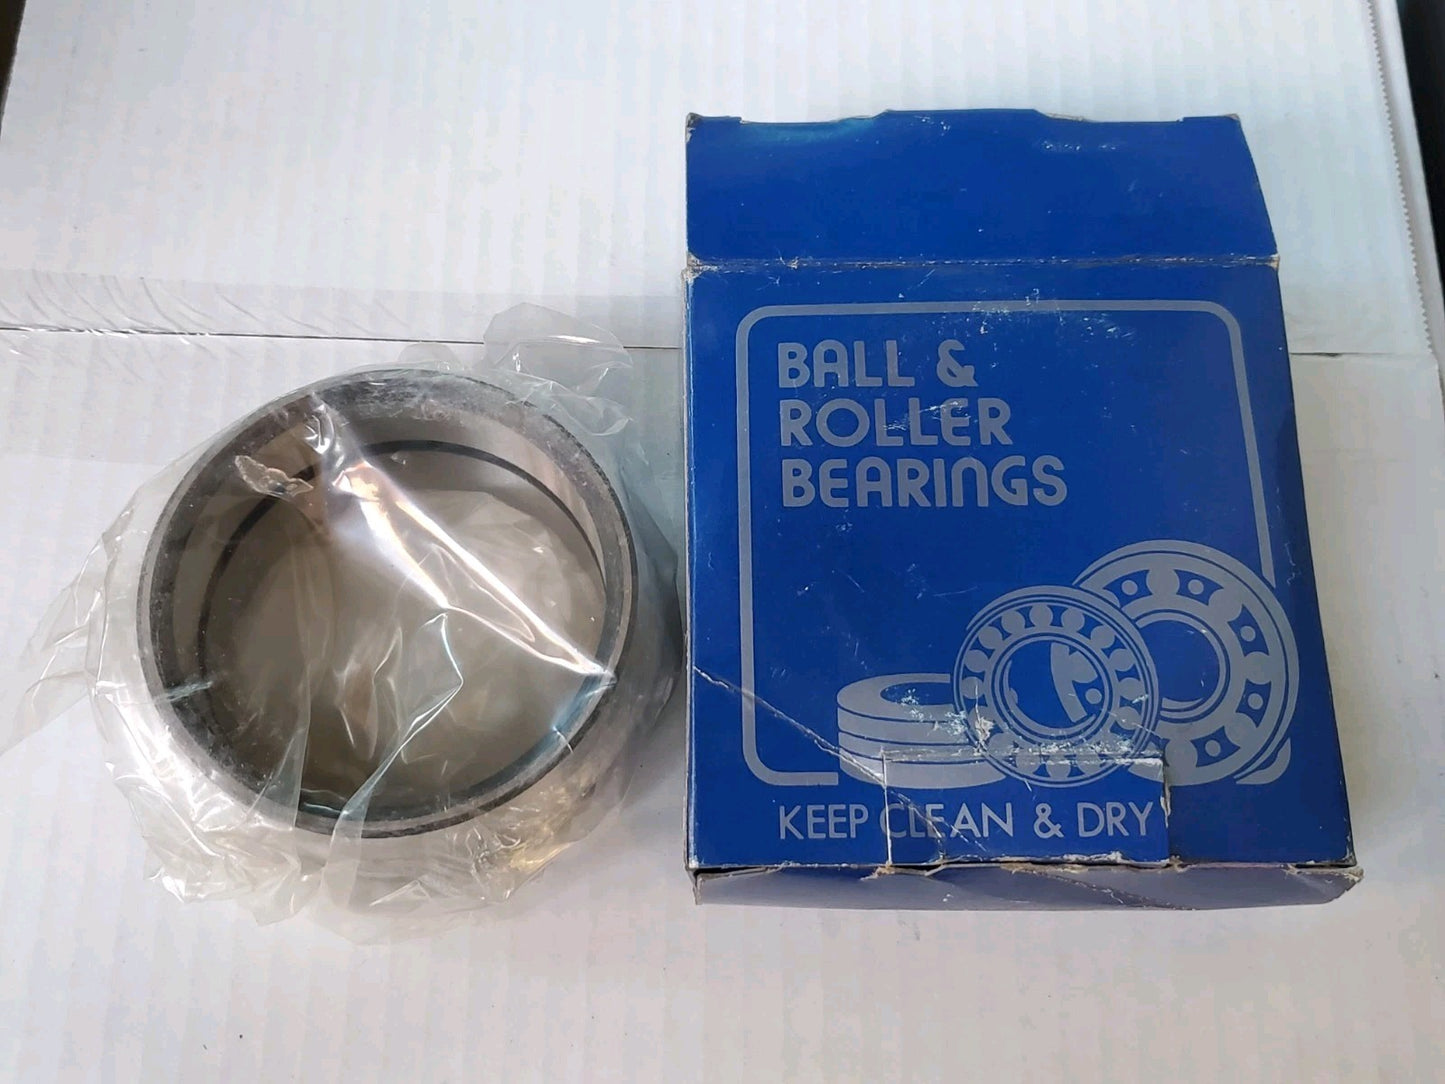 BALL &
ROLLER
BEARINGS
KEEP CLEAN & DRY